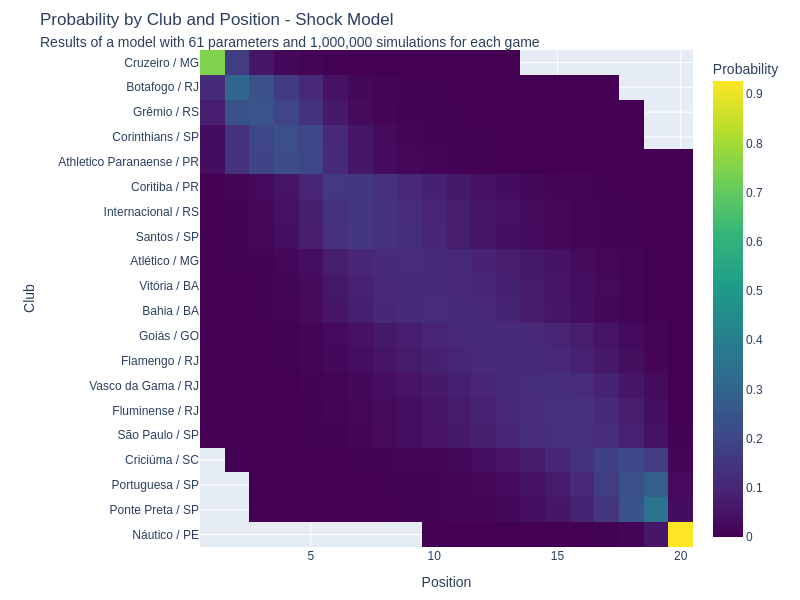 Probability by Club and Position - Shock Model
Results of a model with 61 parameters and 1,000,000 simulations for each game
Probability
Club
Cruzeiro / MG
Botafogo / RJ
Grêmio / RS
Corinthians / SP
Athletico Paranaense / PR
Coritiba / PR
Internacional / RS
Santos / SP
Atlético / MG
Vitória / BA
Bahia / BA
Goiás / GO
Flamengo / RJ
Vasco da Gama / RJ
Fluminense / RJ
São Paulo / SP
Criciúma / SC
Portuguesa / SP
Ponte Preta / SP
Náutico / PE
0.9
0.8
0.7
0.6
0.5
0.4
0.3
0.2
0.1
0
5 10 15 20
Position